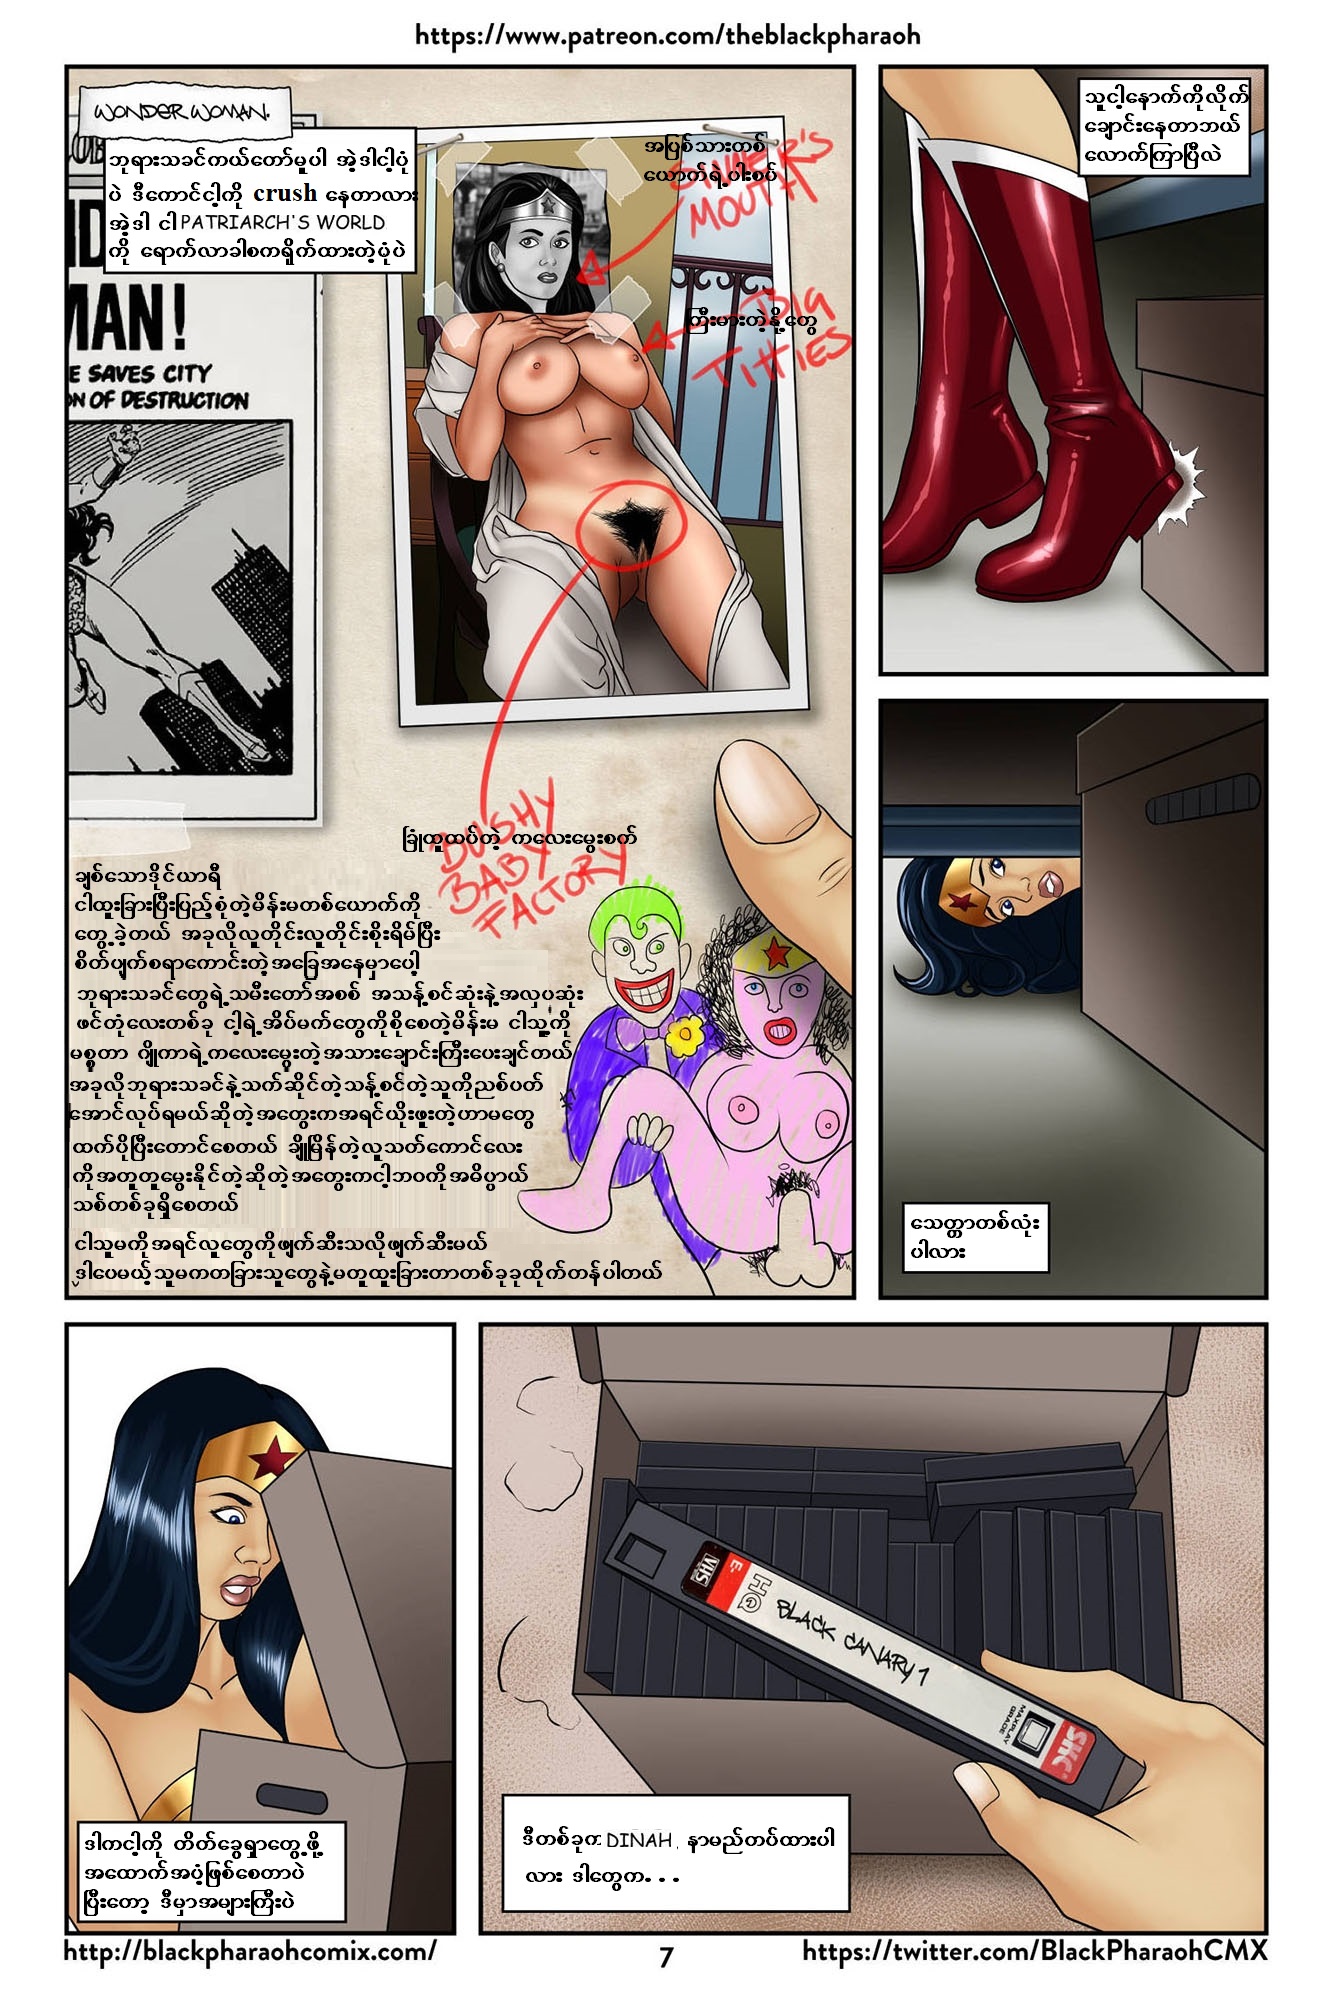 https://www.patreon.com/theblackpharaoh
WONDER WOMAN.
ဘုရားသခင်ကယ်တော်မူပါ အဲ့ဒါငါ့ပုံ
ပဲ ဒီကောင်ငါ့ကို crush နေတာလား
အဲ့ဒါ ငါ PATRIARCH'S WORLD
ကို ရောက်လာခါစကရိုက်ထားတဲ့ပုံပဲ
MAN!
E SAVES CITY
ON OF DESTRUCTION
အပြစ်သားတစ်
ယောက်ရဲ့ပါးစပ်
SINNER'S
MOUTH
ကြီးမားတဲ့နို့တွေ
BIG
TITTIES
ခြုံထူထပ်တဲ့ ကလေးမွေးစက်
BUSHY
BABY
FACTORY
ချစ်သောဒိုင်ယာရီ
ငါထူးခြားပြီးပြည့်စုံတဲ့မိန်းမတစ်ယောက်ကို
တွေ့ခဲ့တယ် အခုလိုလူတိုင်းလူတိုင်းစိုးရိမ်ပြီး
စိတ်ပျက်စရာကောင်းတဲ့အခြေအနေမှာပေါ့
ဘုရားသခင်တွေရဲ့သမီးတော်အစစ် အသန့်စင်ဆုံးနဲ့အလှပဆုံး
ဖင်တုံလေးတစ်ခု ငါ့ရဲ့အိပ်မက်တွေကိုစိုစေတဲ့မိန်းမ ငါသူ့ကို
မစ္စတာ ဂျိုကာရဲ့ကလေးမွေးတဲ့အသားချောင်းကြီးပေးချင်တယ်
အခုလိုဘုရားသခင်နဲ့သက်ဆိုင်တဲ့သန့်စင်တဲ့သူကိုညစ်ပတ်
အောင်လုပ်ရမယ်ဆိုတဲ့အတွေးကအရင်ယိုးဖူးတဲ့ဟာမတွေ
ထက်ပိုပြီးတောင်စေတယ် ချိုမြိန်တဲ့လူသတ်ကောင်လေး
ကိုအတူတူမွေးနိုင်တဲ့ဆိုတဲ့အတွေးကငါ့ဘဝကိုအဓိပ္ပာယ်
သစ်တစ်ခုရှိစေတယ်
ငါသူမကိုအရင်လူတွေကိုဖျက်ဆီးသလိုဖျက်ဆီးမယ်
ဒါပေမယ့်သူမကတခြားသူတွေနဲ့မတူထူးခြားတာတစ်ခုခုထိုက်တန်ပါတယ်
သူငါ့နောက်ကိုလိုက်
ချောင်းနေတာဘယ်
လောက်ကြာပြီလဲ
သေတ္တာတစ်လုံး
ပါလား
ဒါကငါ့ကို တိတ်ခွေရှာတွေ့ဖို့
အထောက်အပံ့ဖြစ်စေတာပဲ
ပြီးတော့ ဒီမှာအများကြီးပဲ
VHS
E-
HQ
BLACK CANARY 1
MAXPLAY
GRADE
SKC
ဒီတစ်ခုက DINAH နာမည်တပ်ထားပါ
လား ဒါတွေက...
http://blackpharaohcomix.com/
7
https://twitter.com/BlackPharaohCMX